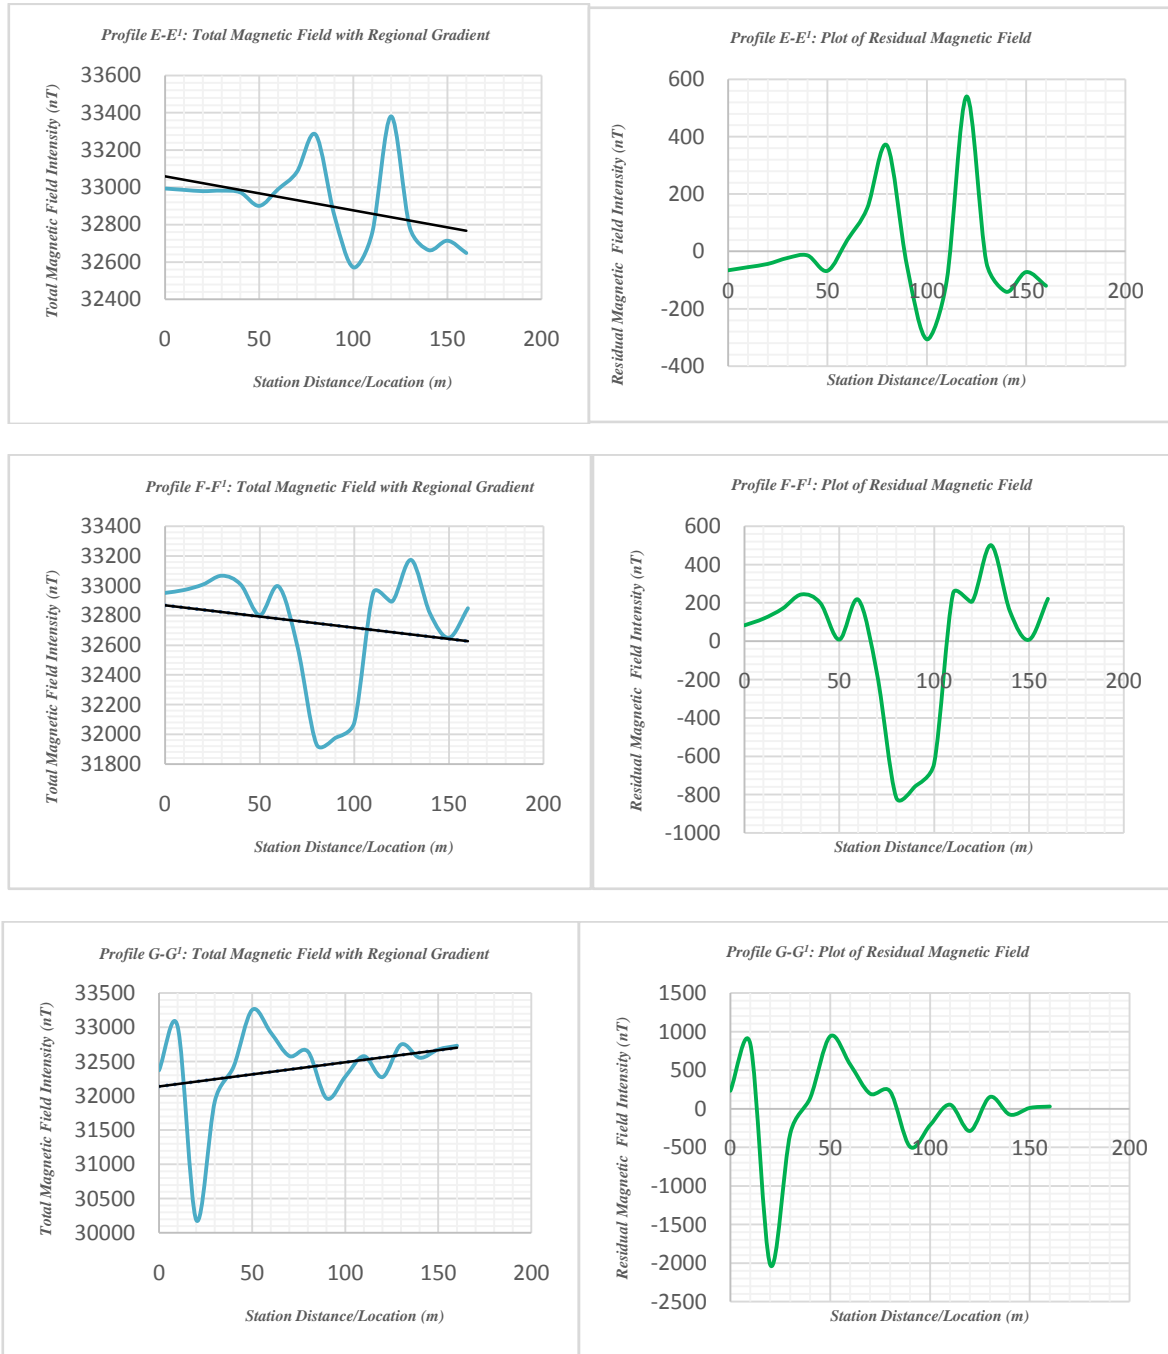 Profile E-E¹: Total Magnetic Field with Regional Gradient
Total Magnetic Field Intensity (nT)
33600
33400
33200
33000
32800
32600
32400
0 50 100 150 200
Station Distance/Location (m)
Profile E-E¹: Plot of Residual Magnetic Field
Residual Magnetic Field Intensity (nT)
600
400
200
0
-200
-400
0 50 100 150 200
Station Distance/Location (m)
Profile F-F¹: Total Magnetic Field with Regional Gradient
Total Magnetic Field Intensity (nT)
33400
33200
33000
32800
32600
32400
32200
32000
31800
0 50 100 150 200
Station Distance/Location (m)
Profile F-F¹: Plot of Residual Magnetic Field
Residual Magnetic Field Intensity (nT)
600
400
200
0
-200
-400
-600
-800
-1000
0 50 100 150 200
Station Distance/Location (m)
Profile G-G¹: Total Magnetic Field with Regional Gradient
Total Magnetic Field Intensity (nT)
33500
33000
32500
32000
31500
31000
30500
30000
0 50 100 150 200
Station Distance/Location (m)
Profile G-G¹: Plot of Residual Magnetic Field
Residual Magnetic Field Intensity (nT)
1500
1000
500
0
-500
-1000
-1500
-2000
-2500
0 50 100 150 200
Station Distance/Location (m)